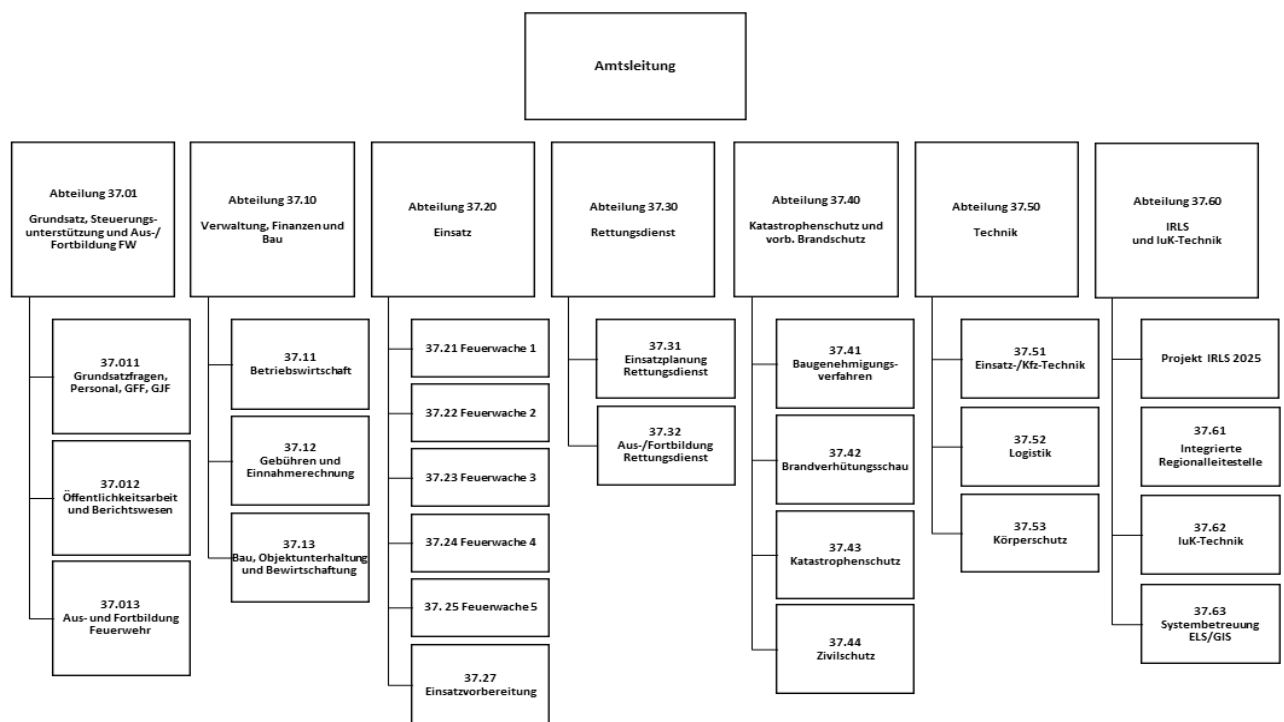 Amtsleitung
Abteilung 37.01
Grundsatz, Steuerungs-
unterstützung und Aus-/
Fortbildung FW
37.011
Grundsatzfragen,
Personal, GFF, GJF
37.012
Öffentlichkeitsarbeit
und Berichtswesen
37.013
Aus- und Fortbildung
Feuerwehr
Abteilung 37.10
Verwaltung, Finanzen und
Bau
37.11
Betriebswirtschaft
37.12
Gebühren und
Einnahmerechnung
37.13
Bau, Objektunterhaltung
und Bewirtschaftung
Abteilung 37.20
Einsatz
37.21 Feuerwache 1
37.22 Feuerwache 2
37.23 Feuerwache 3
37.24 Feuerwache 4
37. 25 Feuerwache 5
37.27
Einsatzvorbereitung
Abteilung 37.30
Rettungsdienst
37.31
Einsatzplanung
Rettungsdienst
37.32
Aus-/Fortbildung
Rettungsdienst
Abteilung 37.40
Katastrophenschutz und
vorb. Brandschutz
37.41
Baugenehmigungs-
verfahren
37.42
Brandverhütungsschau
37.43
Katastrophenschutz
37.44
Zivilschutz
Abteilung 37.50
Technik
37.51
Einsatz-/Kfz-Technik
37.52
Logistik
37.53
Körperschutz
Abteilung 37.60
IRLS
und IuK-Technik
Projekt IRLS 2025
37.61
Integrierte
Regionalleitestelle
37.62
IuK-Technik
37.63
Systembetreuung
ELS/GIS